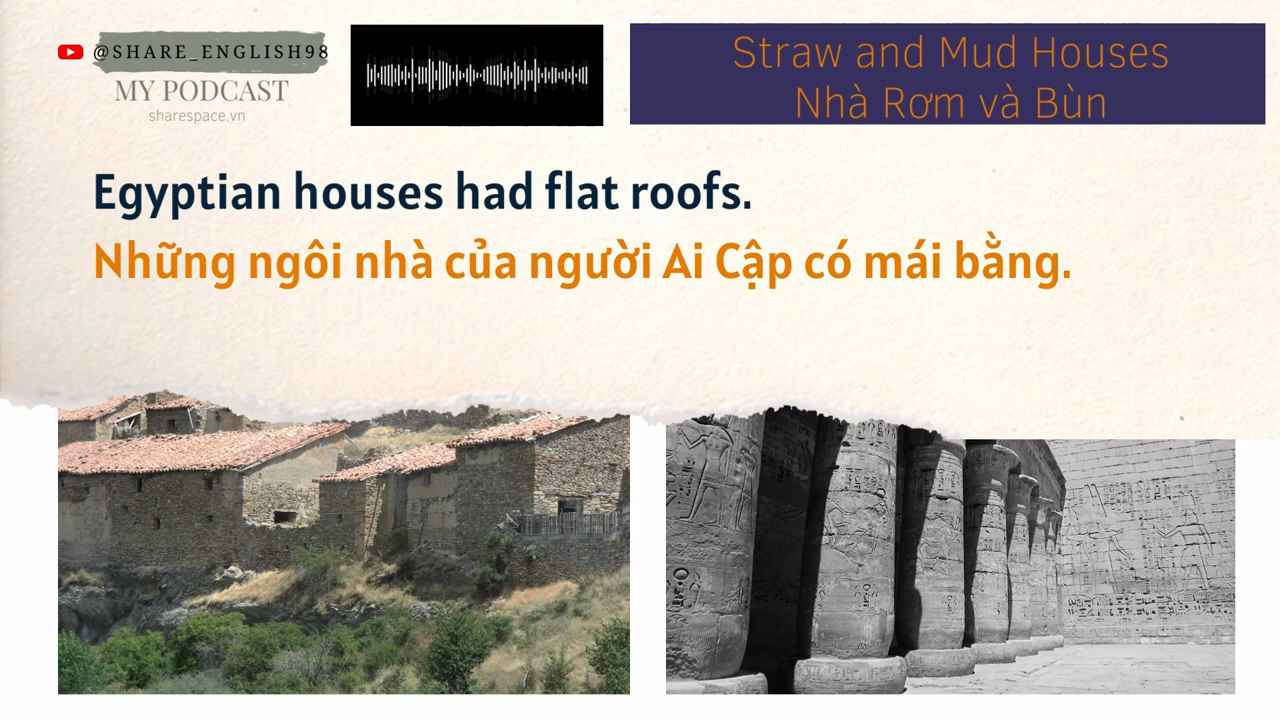 @SHARE_ENGLISH98
MY PODCAST
sharespace.vn
Straw and Mud Houses
Nhà Rơm và Bùn
Egyptian houses had flat roofs.
Những ngôi nhà của người Ai Cập có mái bằng.